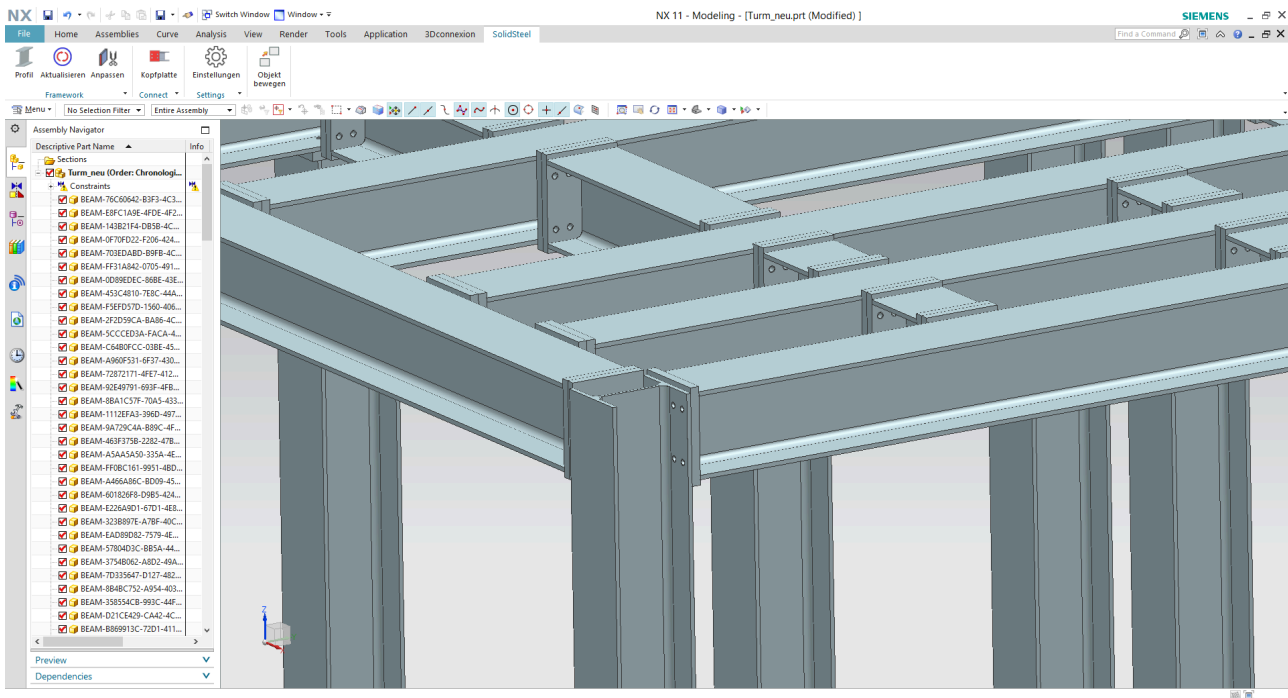 NX
Switch Window
Window
NX 11 - Modeling - [Turm_neu.prt (Modified) ]
SIEMENS
File
Home
Assemblies
Curve
Analysis
View
Render
Tools
Application
3Dconnexion
SolidSteel
Find a Command
Profil
Aktualisieren
Anpassen
Kopfplatte
Einstellungen
Objekt
bewegen
Framework
Connect
Settings
Menu
No Selection Filter
Entire Assembly
Assembly Navigator
Descriptive Part Name
Info
Sections
Turm_neu (Order: Chronologi...
Constraints
BEAM-76C60642-B3F3-4C3...
BEAM-E8FC1A9E-4FDE-4F2...
BEAM-143B21F4-DB5B-4C...
BEAM-0F70FD22-F206-424...
BEAM-703EDABD-B9FB-4C...
BEAM-FF31A842-0705-491...
BEAM-0D89EDEC-86BE-43E...
BEAM-453C4810-7E8C-44A...
BEAM-F5EFD57D-1560-406...
BEAM-2F2D59CA-BA86-4C...
BEAM-5CCCED3A-FACA-4...
BEAM-C64B0FCC-03BE-45...
BEAM-A960F531-6F37-430...
BEAM-72872171-4FE7-412...
BEAM-92E49791-693F-4FB...
BEAM-8BA1C57F-70A5-433...
BEAM-1112EFA3-396D-497...
BEAM-9A729C4A-B89C-4F...
BEAM-463F375B-2282-47B...
BEAM-A5AA5A50-335A-4E...
BEAM-FF0BC161-9951-4BD...
BEAM-A466A86C-BD09-45...
BEAM-601826F8-D9B5-424...
BEAM-E226A9D1-67D1-4E8...
BEAM-323B897E-A7BF-40C...
BEAM-EAD89D82-7579-4E...
BEAM-57804D3C-BB5A-44...
BEAM-3754B062-A8D2-49A...
BEAM-7D335647-D127-482...
BEAM-8B4BC752-A954-403...
BEAM-358554CB-993C-44F...
BEAM-D21CE429-CA42-4C...
BEAM-B869913C-72D1-411...
Z
Preview
Dependencies